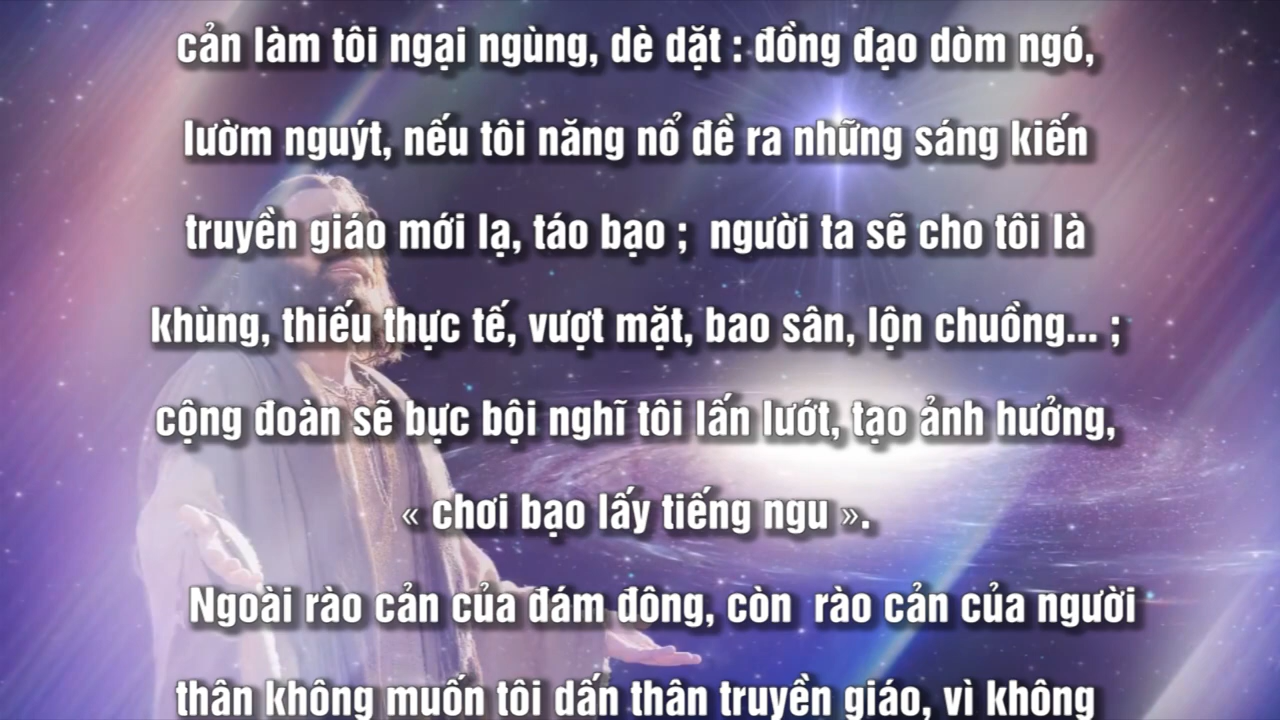 cản làm tôi ngại ngùng, dè dặt : đồng đạo dòm ngó,
lườm nguýt, nếu tôi năng nổ đề ra những sáng kiến
truyền giáo mới lạ, táo bạo ;  người ta sẽ cho tôi là
khùng, thiếu thực tế, vượt mặt, bao sân, lộn chuồng... ;
cộng đoàn sẽ bực bội nghĩ tôi lấn lướt, tạo ảnh hưởng,
« chơi bạo lấy tiếng ngu ».
Ngoài rào cản của đám đông, còn  rào cản của người
thân không muốn tôi dấn thân truyền giáo, vì không